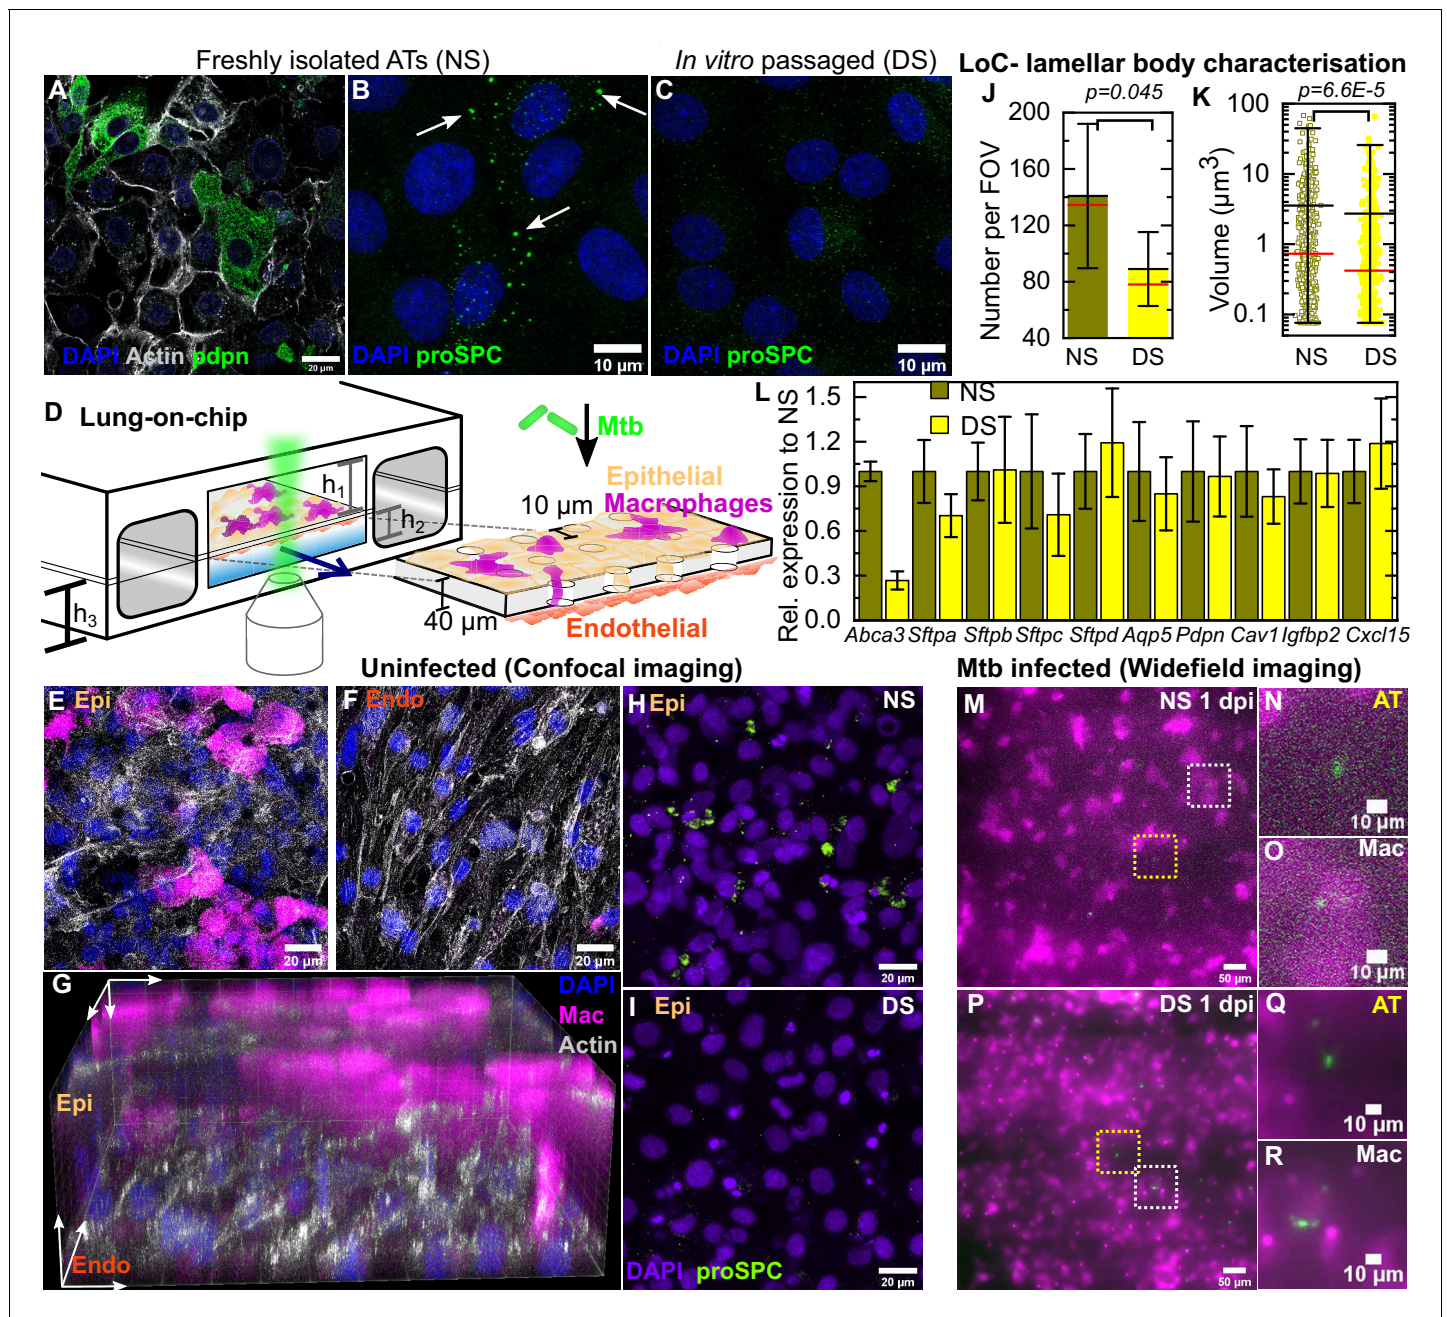 Freshly isolated ATs (NS)
In vitro passaged (DS)
LoC- lamellar body characterisation
A
DAPI Actin pdpn
20 µm
B
DAPI proSPC
10 µm
C
DAPI proSPC
10 µm
J
p=0.045
Number per FOV
200
160
120
80
40
NS DS
K
p=6.6E-5
Volume (µm³)
100
10
1
0.1
NS DS
D Lung-on-chip
h1
h2
h3
Mtb
Epithelial
Macrophages
10 µm
40 µm
Endothelial
L
NS
DS
Rel. expression to NS
1.5
1.2
0.9
0.6
0.3
0.0
Abca3 Sftpa Sftpb Sftpc Sftpd Aqp5 Pdpn Cav1 Igfbp2 Cxcl15
Uninfected (Confocal imaging)
Mtb infected (Widefield imaging)
E Epi
20 µm
F Endo
20 µm
G
DAPI
Mac
Actin
Epi
Endo
H Epi NS
20 µm
I Epi DS
DAPI proSPC
20 µm
M NS 1 dpi
50 µm
N AT
10 µm
O Mac
10 µm
P DS 1 dpi
50 µm
Q AT
10 µm
R Mac
10 µm